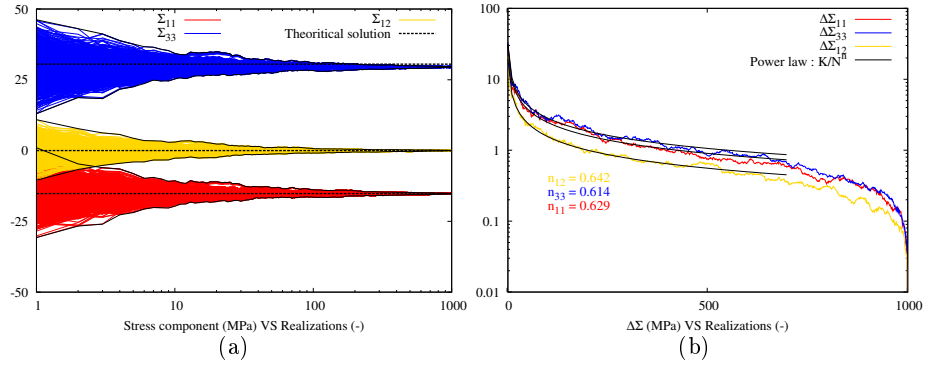 50
25
0
-25
-50
1
10
100
1000
Σ11
Σ33
Σ12
Theoritical solution
Stress component (MPa) VS Realizations (-)
(a)
100
10
1
0.1
0.01
0
500
1000
ΔΣ11
ΔΣ33
ΔΣ12
Power law : K/N^n
n12 = 0.642
n33 = 0.614
n11 = 0.629
ΔΣ (MPa) VS Realizations (-)
(b)